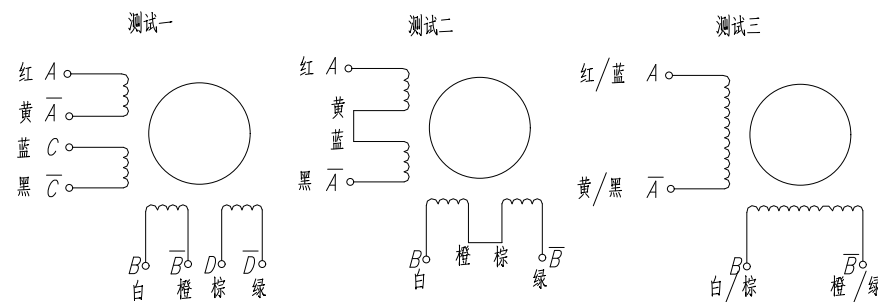 测试一
红 A
黄 A̅
蓝 C
黑 C̅
B B̅ D D̅
白 橙 棕 绿
测试二
红 A
黄
蓝
黑 A̅
B 橙 棕 B̅
白 绿
测试三
红/蓝 A
黄/黑 A̅
B B̅
白/棕 橙/绿